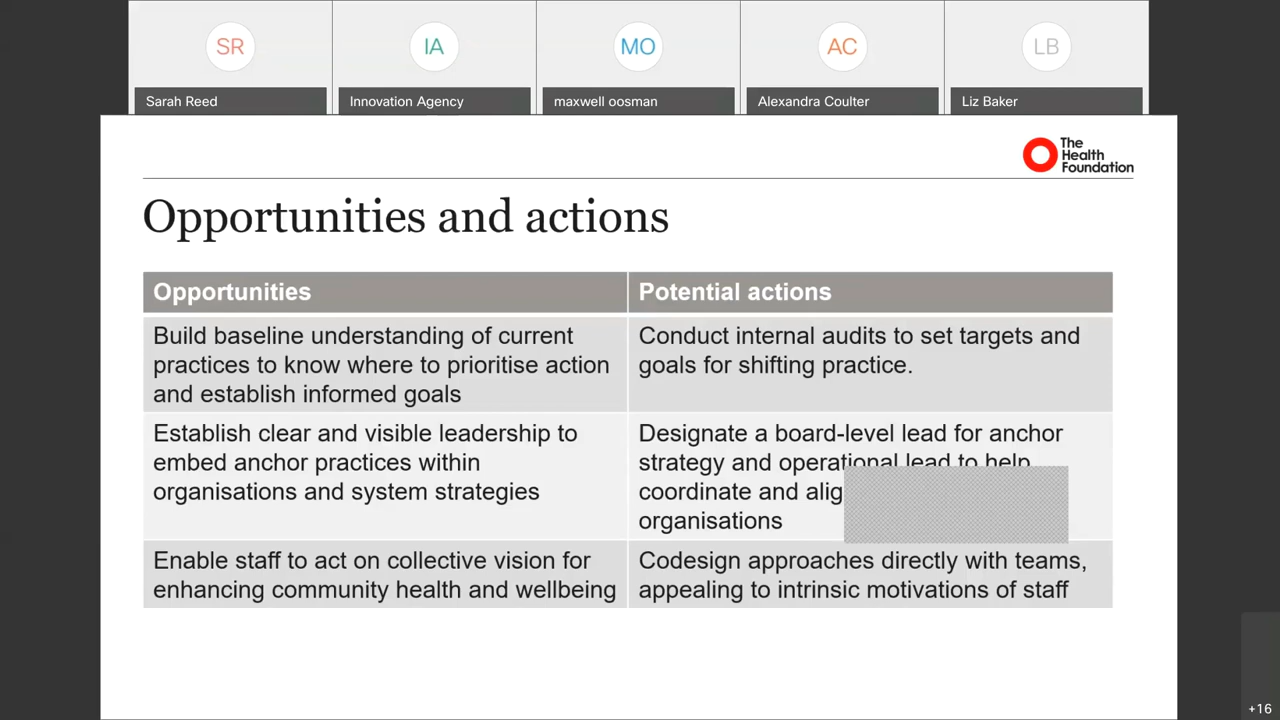 SR
IA
MO
AC
LB
Sarah Reed
Innovation Agency
maxwell oosman
Alexandra Coulter
Liz Baker
The
Health
Foundation
Opportunities and actions
Opportunities
Potential actions
Build baseline understanding of current
practices to know where to prioritise action
and establish informed goals
Conduct internal audits to set targets and
goals for shifting practice.
Establish clear and visible leadership to
embed anchor practices within
organisations and system strategies
Designate a board-level lead for anchor
strategy and operational lead to help
coordinate and
organisations
Enable staff to act on collective vision for
enhancing community health and wellbeing
Codesign approaches directly with teams,
appealing to intrinsic motivations of staff
+16